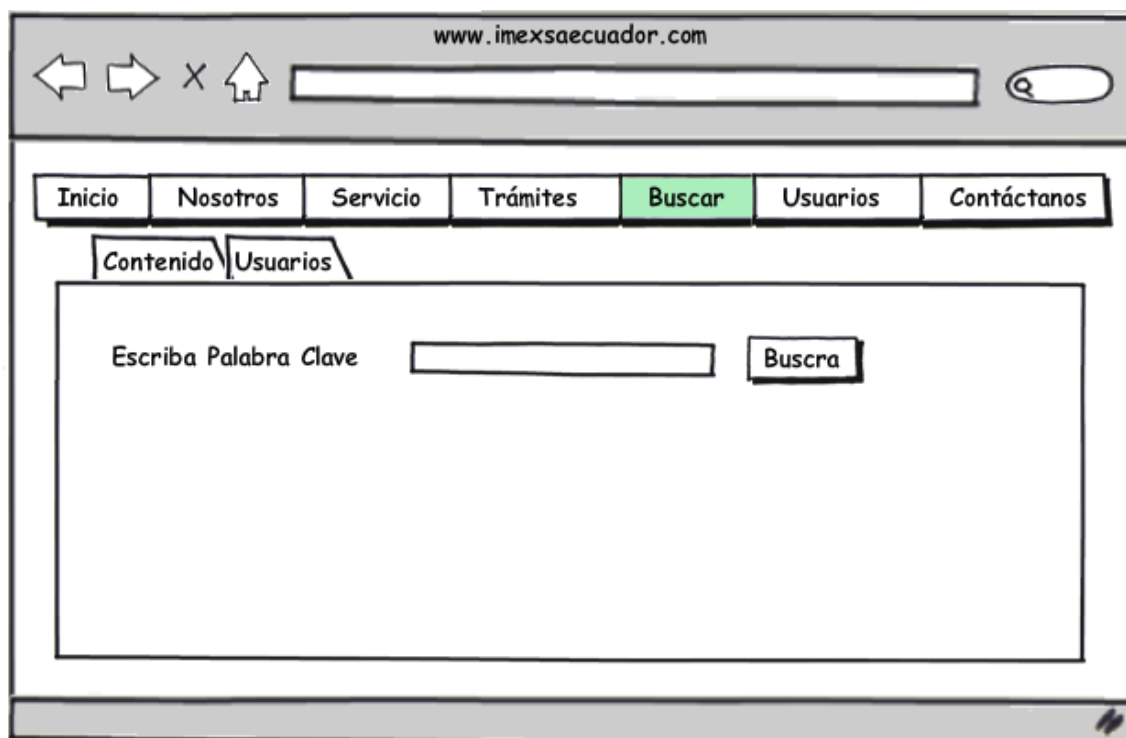 www.imexsaecuador.com
Inicio Nosotros Servicio Trámites Buscar Usuarios Contáctanos
Contenido Usuarios
Escriba Palabra Clave Buscra